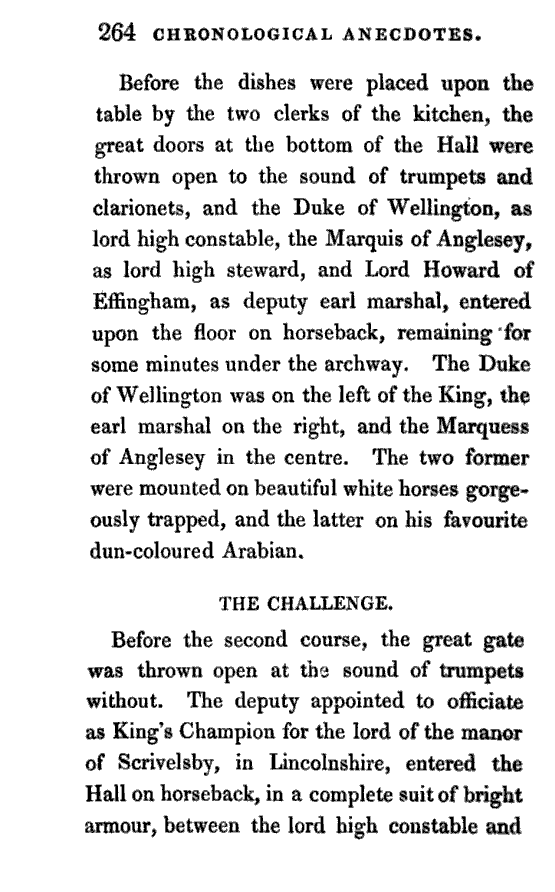 264 CHRONOLOGICAL ANECDOTES.
Before the dishes were placed upon the
table by the two clerks of the kitchen, the
great doors at the bottom of the Hall were
thrown open to the sound of trumpets and
clarionets, and the Duke of Wellington, as
lord high constable, the Marquis of Anglesey,
as lord high steward, and Lord Howard of
Effingham, as deputy earl marshal, entered
upon the floor on horseback, remaining for
some minutes under the archway. The Duke
of Wellington was on the left of the King, the
earl marshal on the right, and the Marquess
of Anglesey in the centre. The two former
were mounted on beautiful white horses gorge-
ously trapped, and the latter on his favourite
dun-coloured Arabian.
THE CHALLENGE.
Before the second course, the great gate
was thrown open at the sound of trumpets
without. The deputy appointed to officiate
as King's Champion for the lord of the manor
of Scrivelsby, in Lincolnshire, entered the
Hall on horseback, in a complete suit of bright
armour, between the lord high constable and